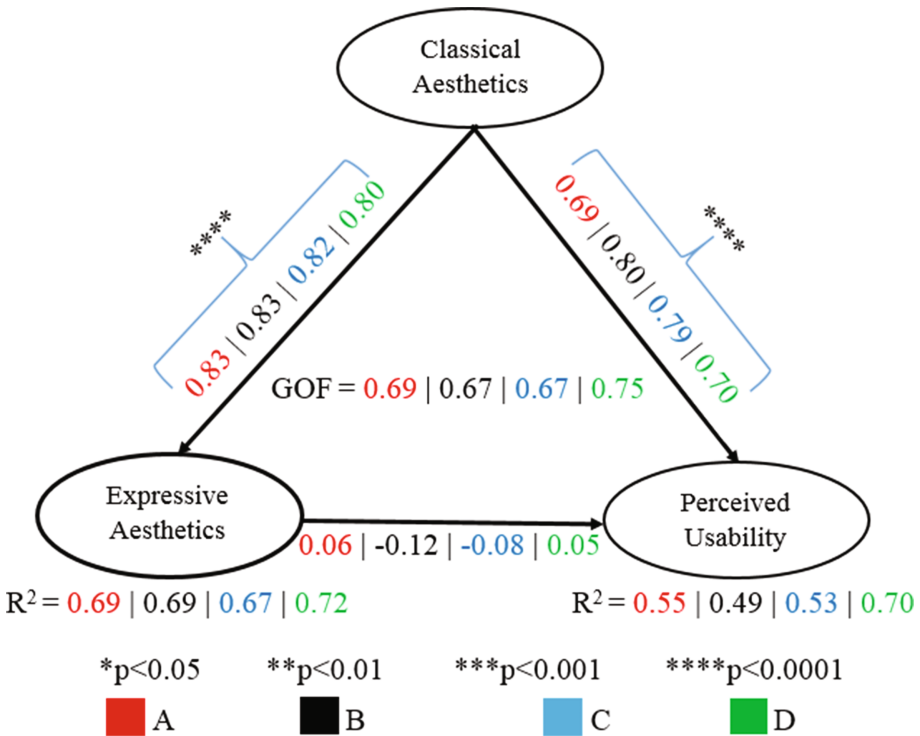 Classical
Aesthetics
****
0.83 | 0.83 | 0.82 | 0.80
0.69 | 0.80 | 0.79 | 0.70
****
GOF = 0.69 | 0.67 | 0.67 | 0.75
Expressive
Aesthetics
0.06 | -0.12 | -0.08 | 0.05
Perceived
Usability
R² = 0.69 | 0.69 | 0.67 | 0.72
R² = 0.55 | 0.49 | 0.53 | 0.70
*p<0.05 **p<0.01 ***p<0.001 ****p<0.0001
A B C D